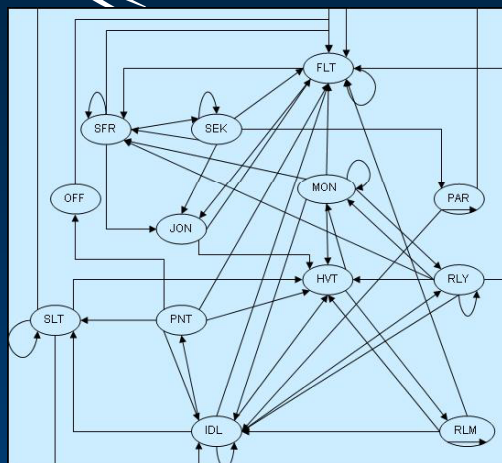 FLT
SFR
SEK
OFF
MON
PAR
JON
HVT
RLY
SLT
PNT
IDL
RLM